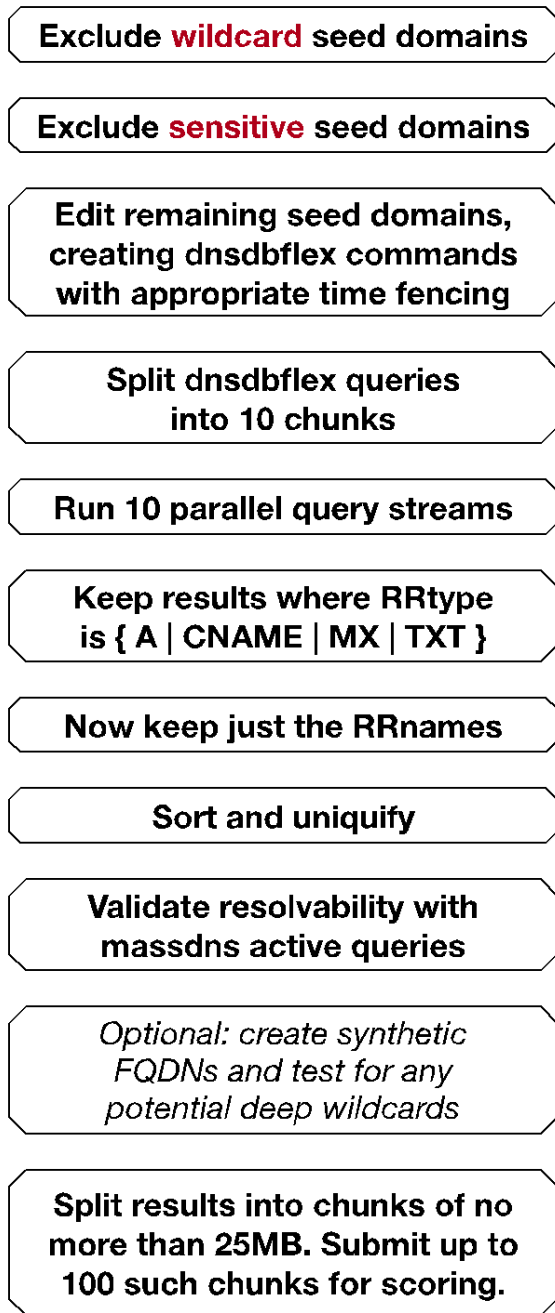 Exclude wildcard seed domains
Exclude sensitive seed domains
Edit remaining seed domains,
creating dnsdbflex commands
with appropriate time fencing
Split dnsdbflex queries
into 10 chunks
Run 10 parallel query streams
Keep results where RRtype
is { A | CNAME | MX | TXT }
Now keep just the RRnames
Sort and uniquify
Validate resolvability with
massdns active queries
Optional: create synthetic
FQDNs and test for any
potential deep wildcards
Split results into chunks of no
more than 25MB. Submit up to
100 such chunks for scoring.